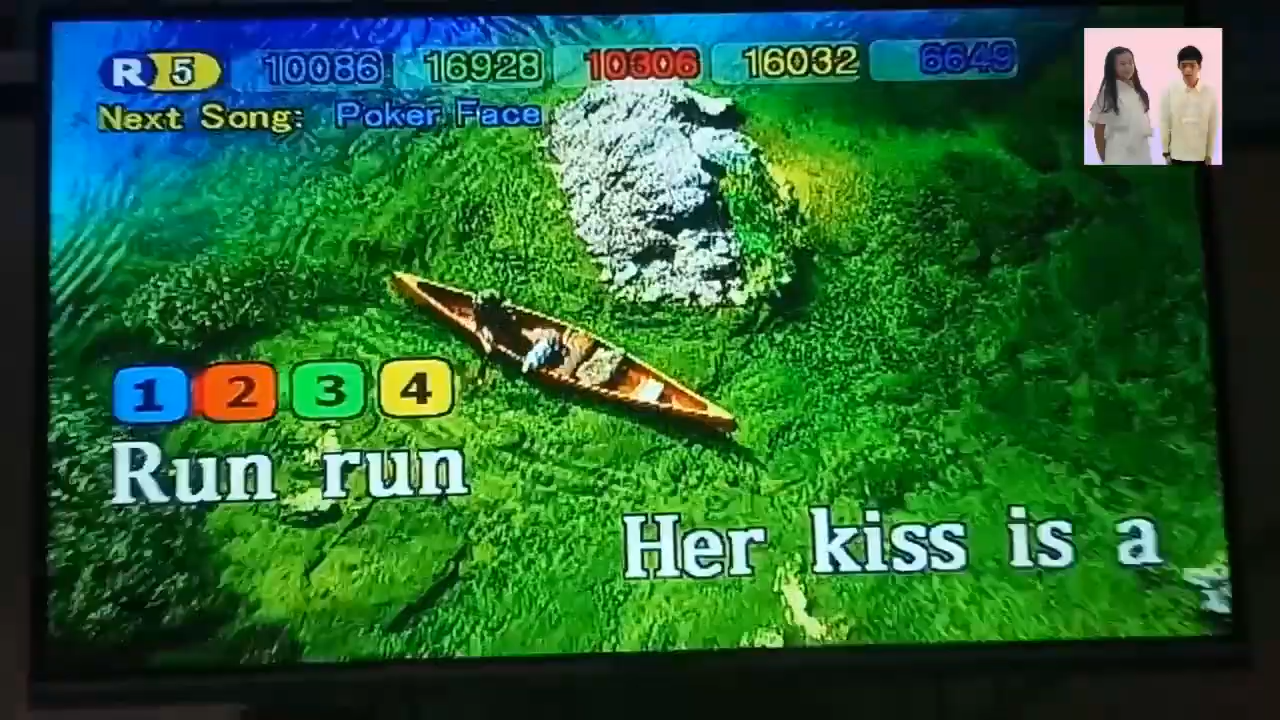 R 5 10086 16928 10306 16032 6649
Next Song: Poker Face
1 2 3 4
Run run
Her kiss is a